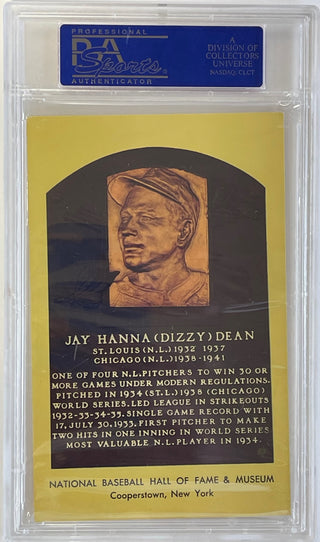 PROFESSIONAL
PSA
Sports
AUTHENTICATOR
A
DIVISION OF
COLLECTORS
UNIVERSE
NASDAQ: CLCT
JAY HANNA (DIZZY) DEAN
ST. LOUIS (N.L.) 1932 1937
CHICAGO (N.L.) 1938-1941
ONE OF FOUR N.L. PITCHERS TO WIN 30 OR
MORE GAMES UNDER MODERN REGULATIONS.
PITCHED IN 1934 (ST.L.) 1938 (CHICAGO)
WORLD SERIES. LED LEAGUE IN STRIKEOUTS
1932-33-34-35. SINGLE GAME RECORD WITH
17, JULY 30, 1933. FIRST PITCHER TO MAKE
TWO HITS IN ONE INNING IN WORLD SERIES
MOST VALUABLE N.L. PLAYER IN 1934.
NATIONAL BASEBALL HALL OF FAME & MUSEUM
Cooperstown, New York